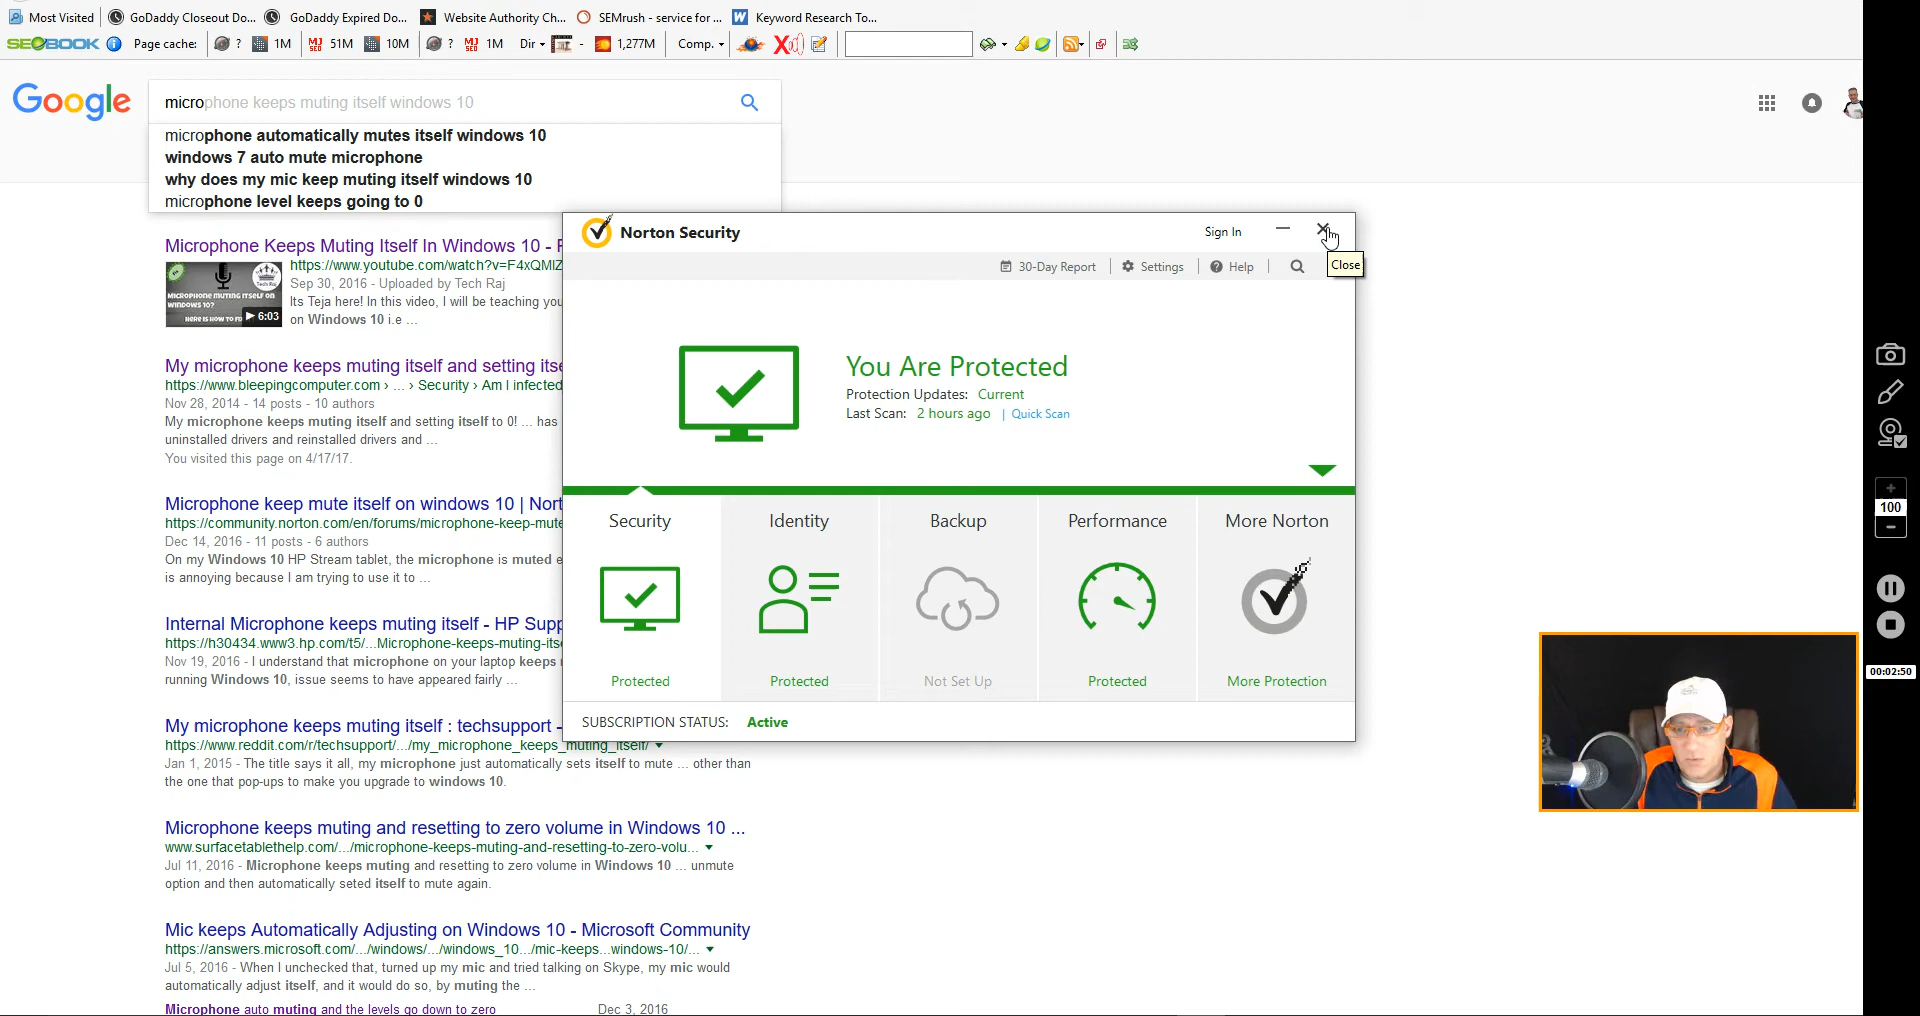 Most Visited GoDaddy Closeout Do... GoDaddy Expired Do... Website Authority Ch... SEMrush - service for ... W Keyword Research To...
SEOBOOK Page cache: ? 1M 51M 10M ? 1M Dir - 1,277M Comp.
Google
microphone keeps muting itself windows 10
microphone automatically mutes itself windows 10
windows 7 auto mute microphone
why does my mic keep muting itself windows 10
microphone level keeps going to 0
Microphone Keeps Muting Itself In Windows 10 -
https://www.youtube.com/watch?v=F4xQMIZ
Sep 30, 2016 - Uploaded by Tech Raj
Its Teja here! In this video, I will be teaching you
on Windows 10 i.e ...
Tech Raj
MICROPHONE MUTING ITSELF ON
WINDOWS 10?
6:03
My microphone keeps muting itself and setting itse
https://www.bleepingcomputer.com › ... › Security › Am I infected
Nov 28, 2014 - 14 posts - 10 authors
My microphone keeps muting itself and setting itself to 0! ... has
uninstalled drivers and reinstalled drivers and ...
You visited this page on 4/17/17.
Microphone keep mute itself on windows 10 | Nort
https://community.norton.com/en/forums/microphone-keep-mute
Dec 14, 2016 - 11 posts - 6 authors
On my Windows 10 HP Stream tablet, the microphone is muted e
is annoying because I am trying to use it to ...
Internal Microphone keeps muting itself - HP Supp
https://h30434.www3.hp.com/t5/...Microphone-keeps-muting-itse
Nov 19, 2016 - I understand that microphone on your laptop keeps
running Windows 10, issue seems to have appeared fairly ...
My microphone keeps muting itself : techsupport -
https://www.reddit.com/r/techsupport/.../my_microphone_keeps_muting_itself/
Jan 1, 2015 - The title says it all, my microphone just automatically sets itself to mute ... other than
the one that pop-ups to make you upgrade to windows 10.
Microphone keeps muting and resetting to zero volume in Windows 10 ...
www.surfacetablethelp.com/.../microphone-keeps-muting-and-resetting-to-zero-volu...
Jul 11, 2016 - Microphone keeps muting and resetting to zero volume in Windows 10 ... unmute
option and then automatically seted itself to mute again.
Mic keeps Automatically Adjusting on Windows 10 - Microsoft Community
https://answers.microsoft.com/.../windows/.../windows_10.../mic-keeps...windows-10/...
Jul 5, 2016 - When I unchecked that, turned up my mic and tried talking on Skype, my mic would
automatically adjust itself, and it would do so, by muting the ...
Microphone auto muting and the levels go down to zero Dec 3, 2016
Norton Security
Sign In
Close
30-Day Report Settings Help
You Are Protected
Protection Updates: Current
Last Scan: 2 hours ago | Quick Scan
Security Identity Backup Performance More Norton
Protected Protected Not Set Up Protected More Protection
SUBSCRIPTION STATUS: Active
+
100
-
00:02:50